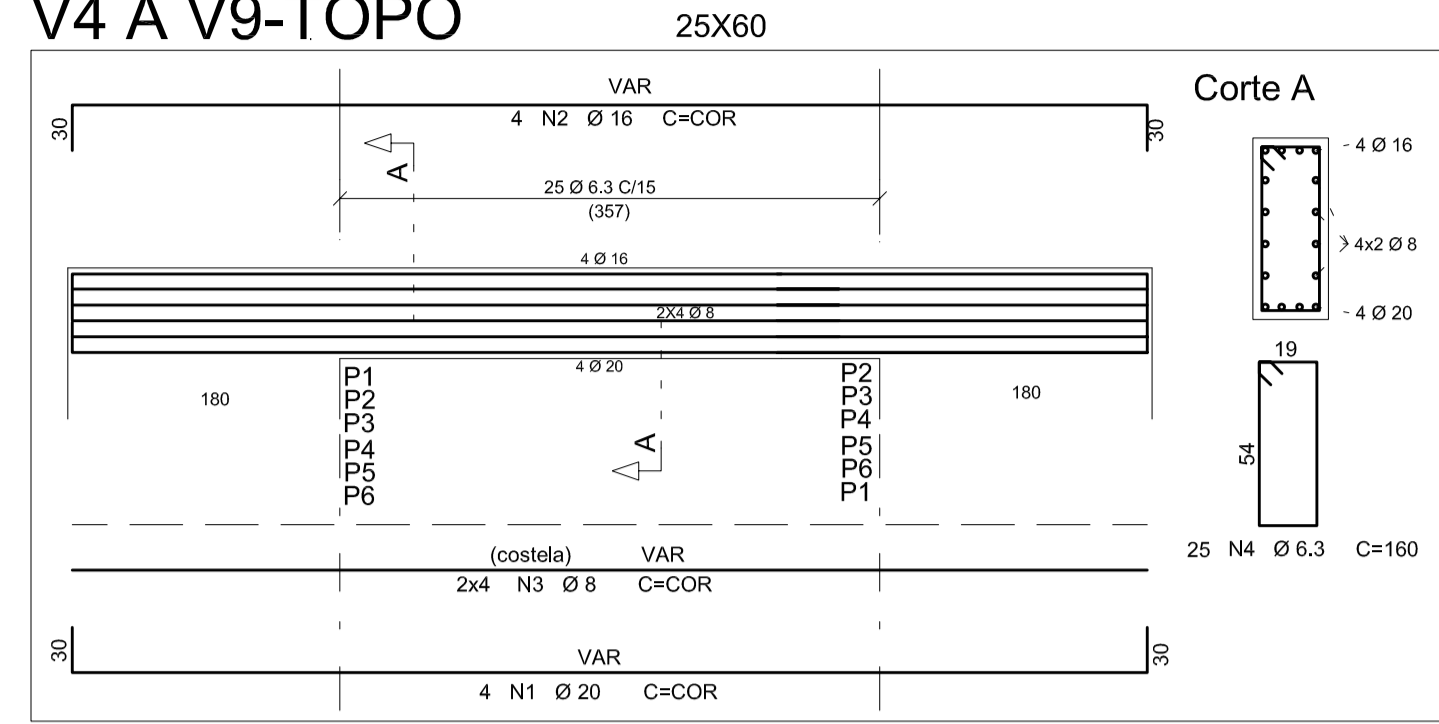 V4 A V9-TOPO
25X60
VAR
4 N2 Ø 16 C=COR
30
30
A
25 Ø 6.3 C/15
(357)
4 Ø 16
2X4 Ø 8
4 Ø 20
180
P1
P2
P3
P4
P5
P6
P2
P3
P4
P5
P6
P1
180
A
(costela) VAR
2x4 N3 Ø 8 C=COR
30
30
VAR
4 N1 Ø 20 C=COR
Corte A
4 Ø 16
4x2 Ø 8
4 Ø 20
19
54
25 N4 Ø 6.3 C=160